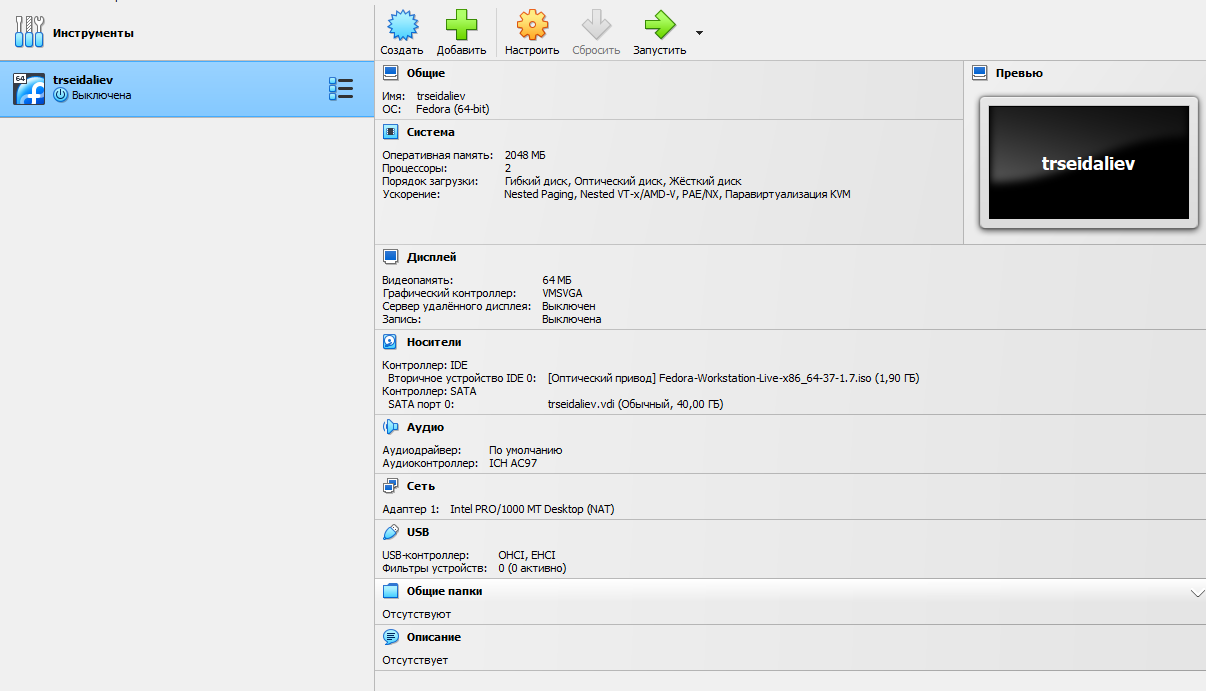 Инструменты
Создать Добавить Настроить Сбросить Запустить
64
trseidaliev
Выключена
Общие
Имя: trseidaliev
ОС: Fedora (64-bit)
Превью
trseidaliev
Система
Оперативная память: 2048 МБ
Процессоры: 2
Порядок загрузки: Гибкий диск, Оптический диск, Жёсткий диск
Ускорение: Nested Paging, Nested VT-x/AMD-V, PAE/NX, Паравиртуализация KVM
Дисплей
Видеопамять: 64 МБ
Графический контроллер: VMSVGA
Сервер удалённого дисплея: Выключен
Запись: Выключена
Носители
Контроллер: IDE
Вторичное устройство IDE 0: [Оптический привод] Fedora-Workstation-Live-x86_64-37-1.7.iso (1,90 ГБ)
Контроллер: SATA
SATA порт 0: trseidaliev.vdi (Обычный, 40,00 ГБ)
Аудио
Аудиодрайвер: По умолчанию
Аудиоконтроллер: ICH AC97
Сеть
Адаптер 1: Intel PRO/1000 MT Desktop (NAT)
USB
USB-контроллер: OHCI, EHCI
Фильтры устройств: 0 (0 активно)
Общие папки
Отсутствуют
Описание
Отсутствует